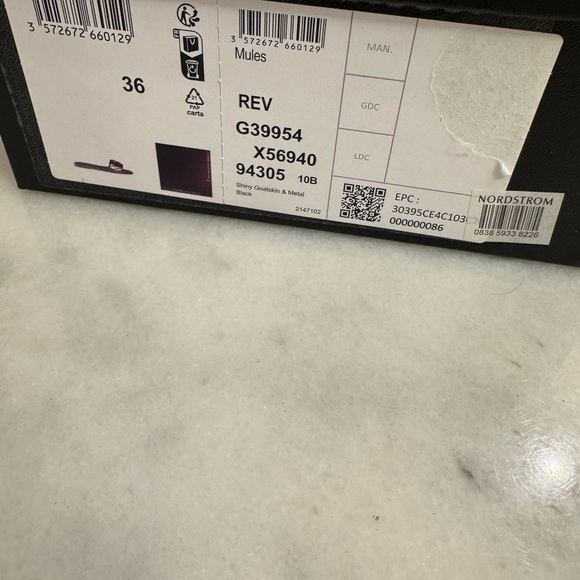 3 572672 660129
36
21
PAP
carta
3 572672 660129
Mules
REV
G39954
X56940
94305 10B
Shiny Goatskin & Metal
Black
2147102
MAN.
GDC
LDC
EPC :
30395CE4C103
000000086
NORDSTROM
0838 5933 8226